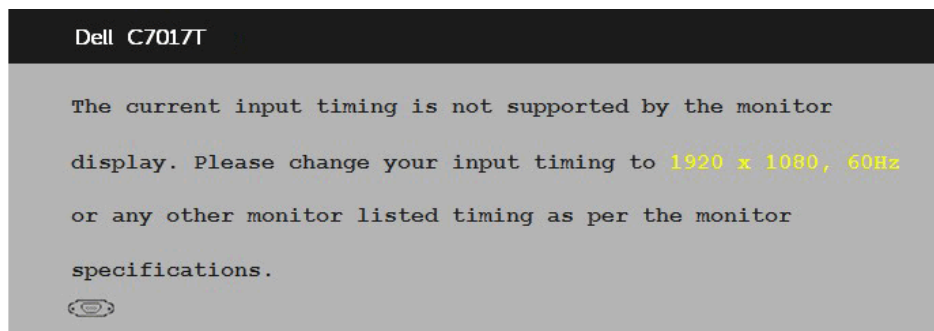 Dell C7017T
The current input timing is not supported by the monitor
display. Please change your input timing to 1920 x 1080, 60Hz
or any other monitor listed timing as per the monitor
specifications.